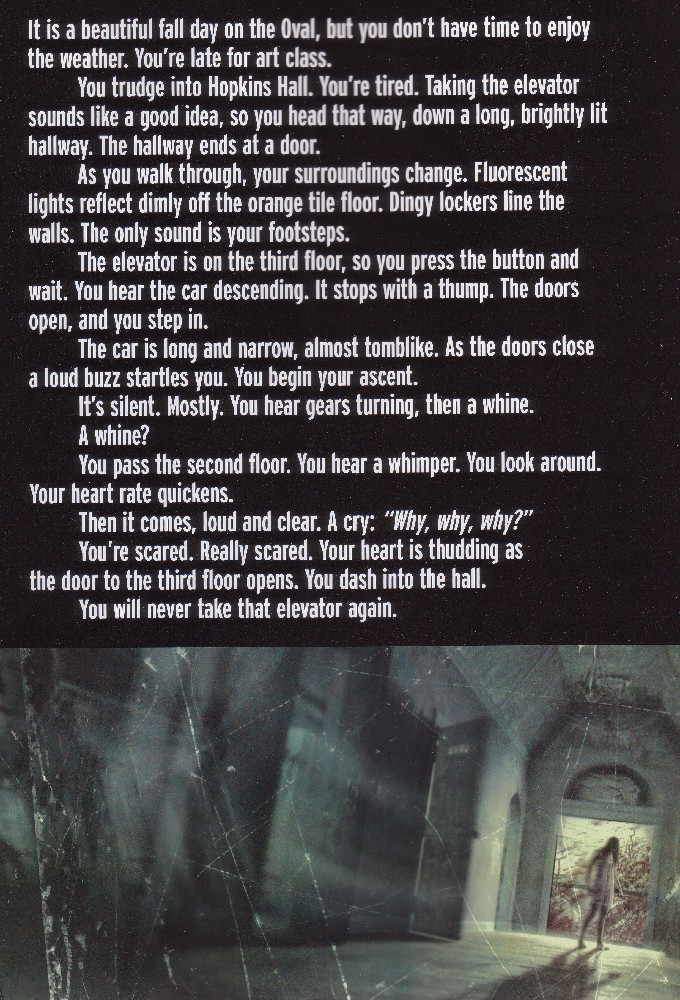 It is a beautiful fall day on the Oval, but you don't have time to enjoy
the weather. You're late for art class.
You trudge into Hopkins Hall. You're tired. Taking the elevator
sounds like a good idea, so you head that way, down a long, brightly lit
hallway. The hallway ends at a door.
As you walk through, your surroundings change. Fluorescent
lights reflect dimly off the orange tile floor. Dingy lockers line the
walls. The only sound is your footsteps.
The elevator is on the third floor, so you press the button and
wait. You hear the car descending. It stops with a thump. The doors
open, and you step in.
The car is long and narrow, almost tomblike. As the doors close
a loud buzz startles you. You begin your ascent.
It's silent. Mostly. You hear gears turning, then a whine.
A whine?
You pass the second floor. You hear a whimper. You look around.
Your heart rate quickens.
Then it comes, loud and clear. A cry: "Why, why, why?"
You're scared. Really scared. Your heart is thudding as
the door to the third floor opens. You dash into the hall.
You will never take that elevator again.